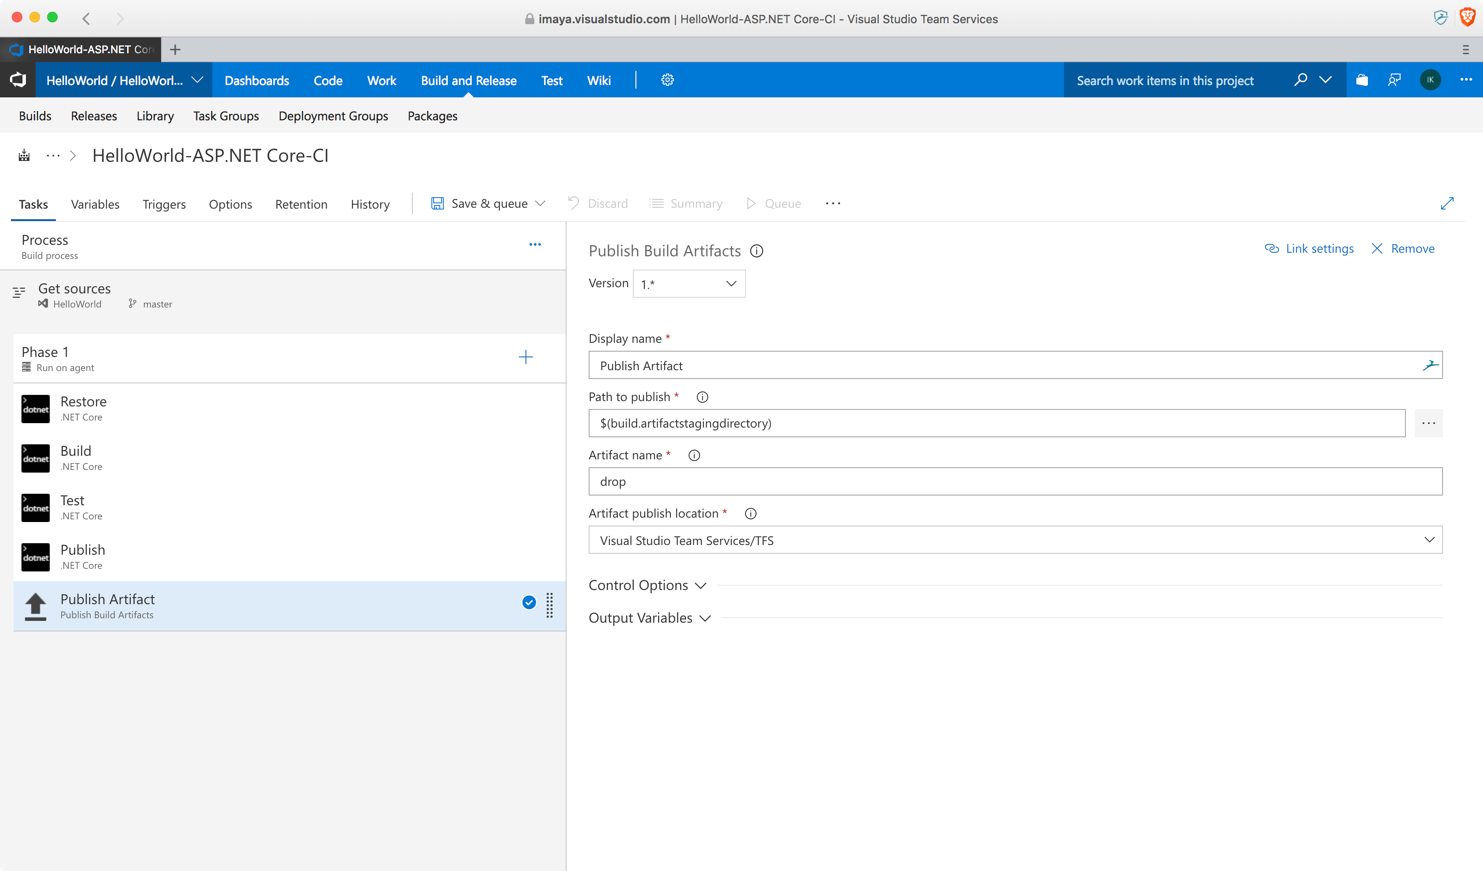 imaya.visualstudio.com | HelloWorld-ASP.NET Core-CI - Visual Studio Team Services
HelloWorld-ASP.NET Cor
HelloWorld / HelloWorl... Dashboards Code Work Build and Release Test Wiki Search work items in this project IK
Builds Releases Library Task Groups Deployment Groups Packages
... > HelloWorld-ASP.NET Core-CI
Tasks Variables Triggers Options Retention History Save & queue Discard Summary Queue ...
Process
Build process
Get sources
HelloWorld master
Phase 1
Run on agent
dotnet Restore
.NET Core
dotnet Build
.NET Core
dotnet Test
.NET Core
dotnet Publish
.NET Core
Publish Artifact
Publish Build Artifacts
Publish Build Artifacts Link settings Remove
Version 1.*
Display name *
Publish Artifact
Path to publish *
$(build.artifactstagingdirectory) ...
Artifact name *
drop
Artifact publish location *
Visual Studio Team Services/TFS
Control Options
Output Variables